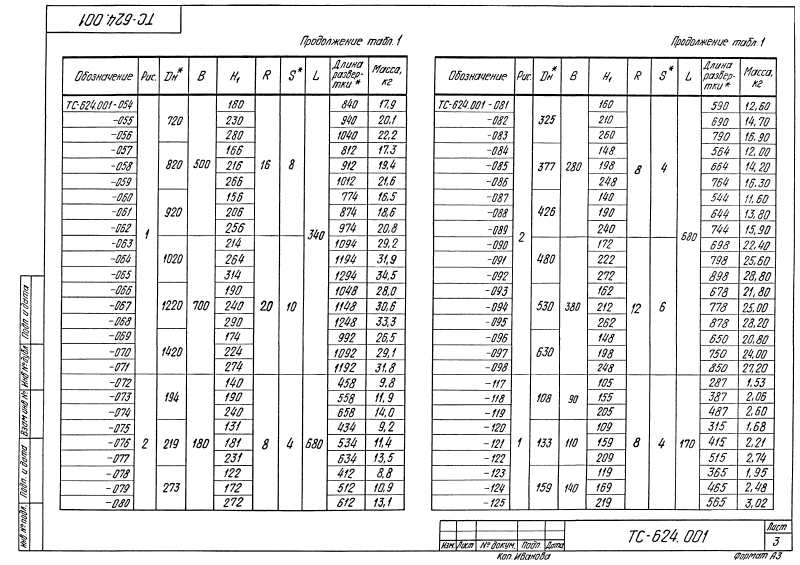 ТС-624.001
Продолжение табл. 1
Обозначение Рис. Dн* B H₁ R S* L Длина развер-тки* Масса, кг
ТС-624.001-054 1 720 500 180 16 8 340 840 17,9
-055 230 940 20,1
-056 280 1040 22,2
-057 820 166 812 17,3
-058 216 912 19,4
-059 266 1012 21,6
-060 920 156 774 16,5
-061 206 874 18,6
-062 256 974 20,8
-063 1020 700 214 20 10 1094 29,2
-064 264 1194 31,9
-065 314 1294 34,5
-066 1220 190 1048 28,0
-067 240 1148 30,6
-068 290 1248 33,3
-069 1420 174 992 26,5
-070 224 1092 29,1
-071 274 1192 31,8
-072 2 194 180 140 8 4 680 458 9,8
-073 190 558 11,9
-074 240 658 14,0
-075 219 131 434 9,2
-076 181 534 11,4
-077 231 634 13,5
-078 273 122 412 8,8
-079 172 512 10,9
-080 272 612 13,1
Продолжение табл. 1
Обозначение Рис. Dн* B H₁ R S* L Длина развер-тки* Масса, кг
ТС-624.001-081 2 325 280 160 8 4 680 590 12,60
-082 210 690 14,70
-083 260 790 16,90
-084 377 148 564 12,00
-085 198 664 14,20
-086 248 764 16,30
-087 426 140 544 11,60
-088 190 644 13,80
-089 240 744 15,90
-090 480 380 172 12 6 698 22,40
-091 222 798 25,60
-092 272 898 28,80
-093 530 162 678 21,80
-094 212 778 25,00
-095 262 878 28,20
-096 630 148 650 20,80
-097 198 750 24,00
-098 248 850 27,20
-117 1 108 90 105 8 4 170 287 1,53
-118 155 387 2,06
-119 205 487 2,60
-120 133 110 109 315 1,68
-121 159 415 2,21
-122 209 515 2,74
-123 159 140 119 365 1,95
-124 169 465 2,48
-125 219 565 3,02
Инв № подл. Подп. и дата Взам инв № Инв № дубл. Подп. и дата
Изм. Лист № докум. Подп. Дата
ТС-624.001
Лист
3
Коп. Иванова
Формат А3